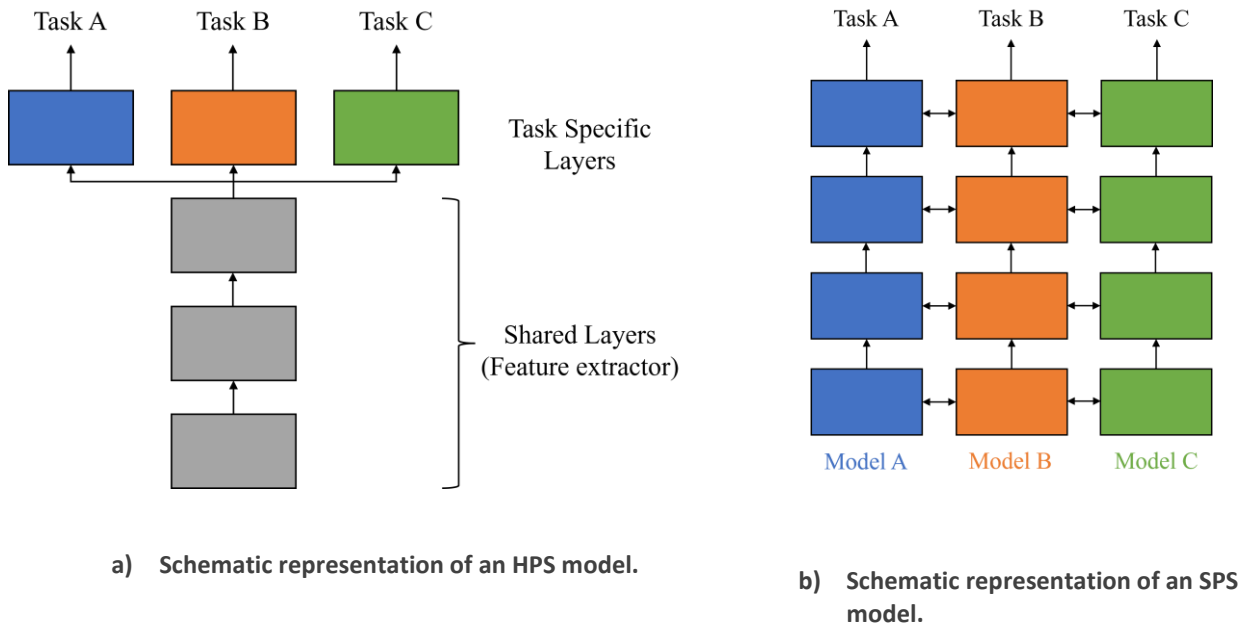 Task A
Task B
Task C
Task Specific
Layers
Shared Layers
(Feature extractor)
a) Schematic representation of an HPS model.
Task A
Task B
Task C
Model A
Model B
Model C
b) Schematic representation of an SPS
model.